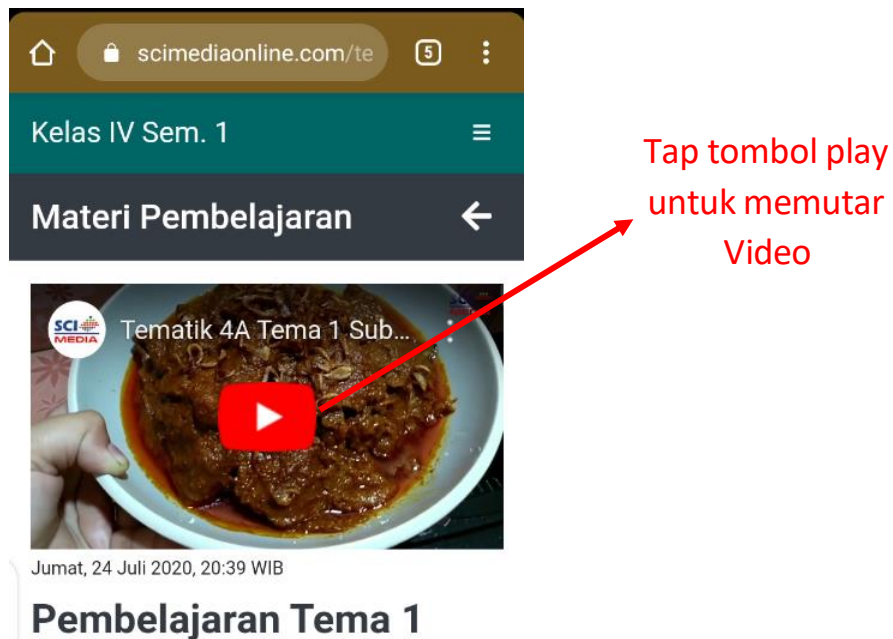 scimediaonline.com/te
5
Kelas IV Sem. 1
Materi Pembelajaran
SCI
MEDIA
Tematik 4A Tema 1 Sub...
Jumat, 24 Juli 2020, 20:39 WIB
Pembelajaran Tema 1
Tap tombol play
untuk memutar
Video